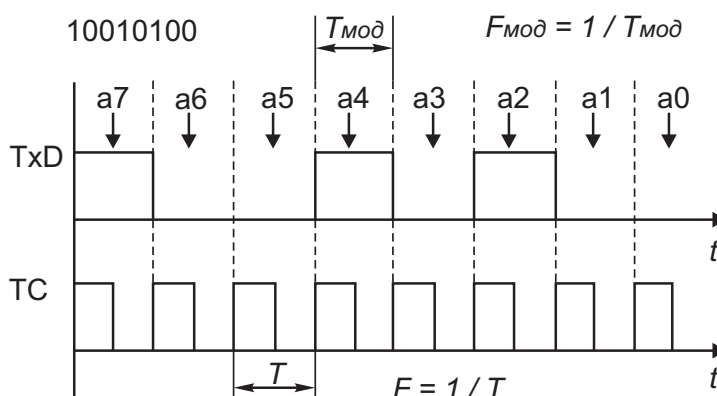 10010100 Tмод Fмод = 1 / Tмод
a7 a6 a5 a4 a3 a2 a1 a0
TxD
t
TC
t
T F = 1 / T